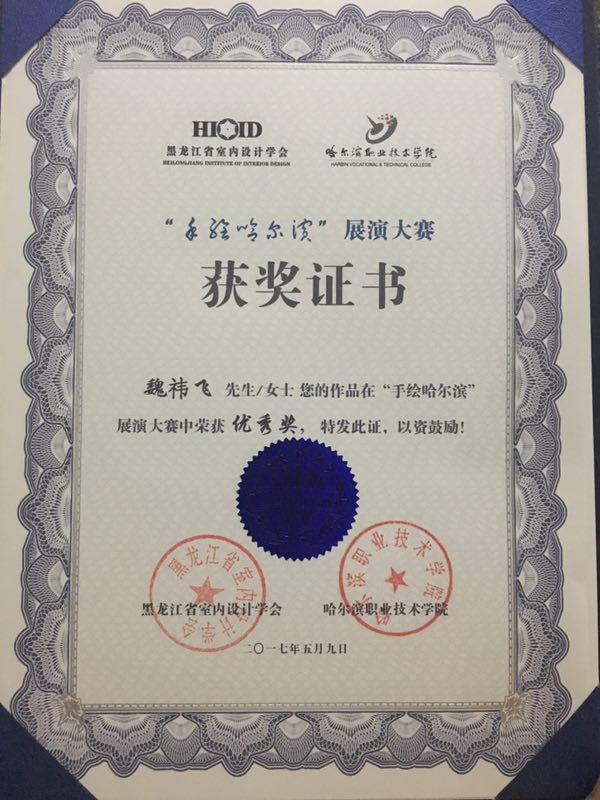 HIIID
黑龙江省室内设计学会
HEILONGJIANG INSTITUTE OF INTERIOR DESIGN
哈尔滨职业技术学院
HARBIN VOCATIONAL & TECHNICAL COLLEGE
“手绘哈尔滨”展演大赛
获奖证书
魏祎飞 先生/女士 您的作品在“手绘哈尔滨”
展演大赛中荣获 优秀奖，特发此证，以资鼓励！
黑龙江省室内设计学会
哈尔滨职业技术学院
黑龙江省室内设计学会 哈尔滨职业技术学院
二〇一七年五月九日